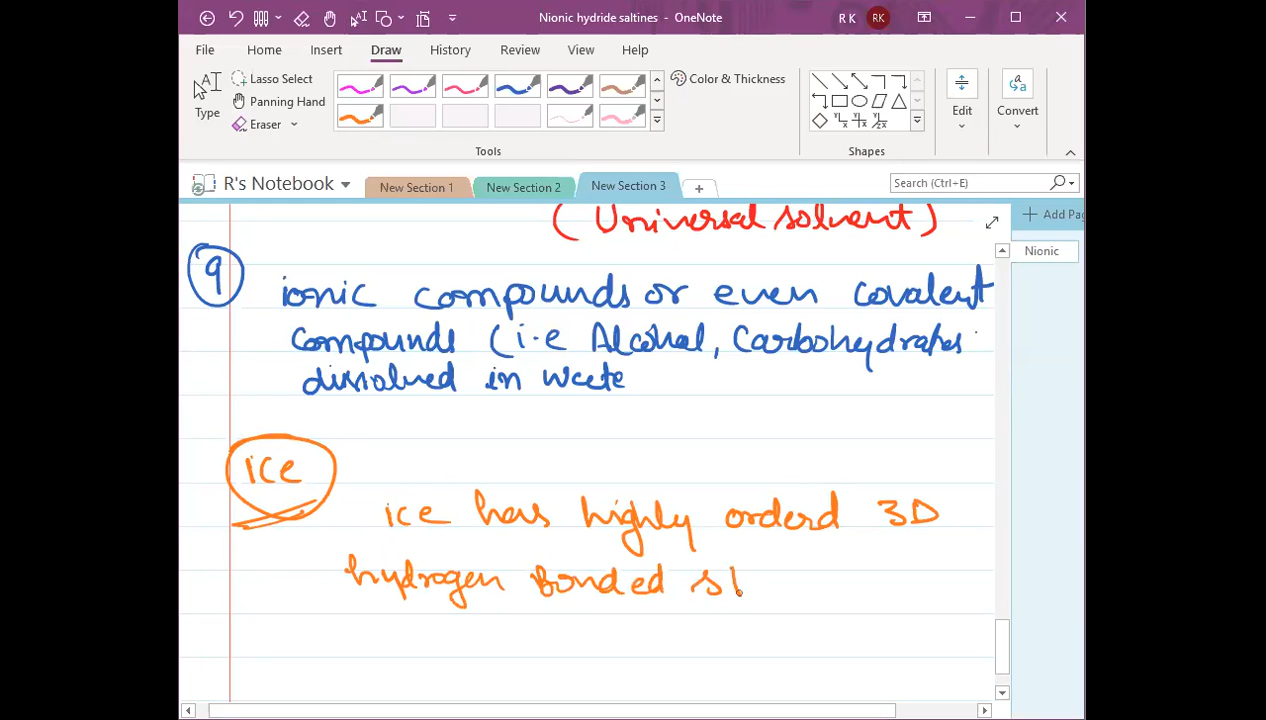 Nionic hydride saltines - OneNote
R K
RK
File Home Insert Draw History Review View Help
Type
Lasso Select
Panning Hand
Eraser
Color & Thickness
Edit
Convert
Tools
Shapes
R's Notebook
New Section 1
New Section 2
New Section 3
Search (Ctrl+E)
Add Pag
Nionic
(Universal solvent)
9 ionic compounds or even covalent
compounds (i.e Alcohol, Carbohydrates
dissolved in wate
ice
ice has highly orderd 3D
hydrogen bonded s